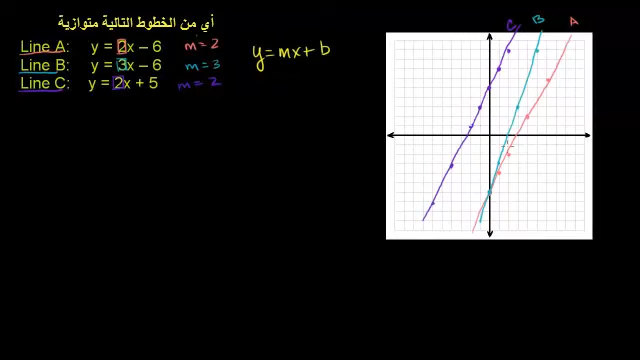 أي من الخطوط التالية متوازية
Line A: y = 2x – 6 m = 2
Line B: y = 3x – 6 m = 3
Line C: y = 2x + 5 m = 2
y = mx + b
C B A